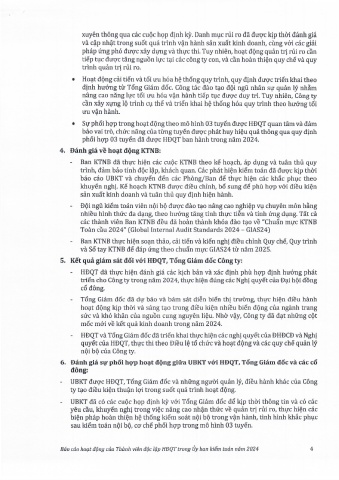 xuyên thông qua các cuộc họp định kỳ. Danh mục rủi ro đã được kịp thời đánh giá
và cập nhật trong suốt quá trình vận hành sản xuất kinh doanh, cùng với các giải
pháp ứng phó được xây dựng và thực thi. Tuy nhiên, hoạt động quản trị rủi ro cần
tiếp tục được tăng nguồn lực tại các công ty con, và cần hoàn thiện quy chế và quy
trình quản trị rủi ro.
• Hoạt động cải tiến và tối ưu hóa hệ thống quy trình, quy định được triển khai theo
định hướng từ Tổng Giám đốc. Công tác đào tạo đội ngũ nhân sự quản lý nhằm
nâng cao năng lực tối ưu hóa vận hành tiếp tục được duy trì. Tuy nhiên, Công ty
cần xây dựng lộ trình cụ thể và triển khai hệ thống hóa quy trình theo hướng tối
ưu vận hành.
• Sự phối hợp trong hoạt động theo mô hình 03 tuyến được HĐQT quan tâm và đảm
bảo vai trò, chức năng của từng tuyến được phát huy hiệu quả thông qua quy định
phối hợp 03 tuyến đã được HĐQT ban hành trong năm 2024.
4. Đánh giá về hoạt động KTNB:
- Ban KTNB đã thực hiện các cuộc KTNB theo kế hoạch, áp dụng và tuân thủ quy
trình, đảm bảo tính độc lập, khách quan. Các phát hiện kiểm toán đã được kịp thời
báo cáo UBKT và chuyển đến các Phòng/Ban để thực hiện các khắc phục theo
khuyến nghị. Kế hoạch KTNB được điều chỉnh, bổ sung để phù hợp với điều kiện
sản xuất kinh doanh và tuân thủ quy định hiện hành.
- Đội ngũ kiểm toán viên nội bộ được đào tạo nâng cao nghiệp vụ chuyên môn bằng
nhiều hình thức đa dạng, theo hướng tăng tính thực tiễn và tính ứng dụng. Tất cả
các thành viên Ban KTNB đều đã hoàn thành khóa đào tạo về "Chuẩn mực KTNB
Toàn cầu 2024" (Global Internal Audit Standards 2024 – GIAS24)
- Ban KTNB thực hiện soạn thảo, cải tiến và kiến nghị điều chỉnh Quy chế, Quy trình
và Sổ tay KTNB để đáp ứng theo chuẩn mực GIAS24 từ năm 2025.
5. Kết quả giám sát đối với HĐQT, Tổng Giám đốc Công ty:
- HĐQT đã thực hiện đánh giá các kịch bản và xác định phù hợp định hướng phát
triển cho Công ty trong năm 2024, thực hiện đúng các Nghị quyết của Đại hội đồng
cổ đông.
- Tổng Giám đốc đã dự báo và bám sát diễn biến thị trường, thực hiện điều hành
hoạt động kịp thời và sáng tạo trong điều kiện nhiều biến động của ngành trang
sức và khó khăn của nguồn cung nguyên liệu. Nhờ vậy, Công ty đã đạt những cột
mốc mới về kết quả kinh doanh trong năm 2024.
- HĐQT và Tổng Giám đốc đã triển khai thực hiện các nghị quyết của ĐHĐCĐ và Nghị
quyết của HĐQT, thực thi theo Điều lệ tổ chức và hoạt động và các quy chế quản lý
nội bộ của Công ty.
6. Đánh giá sự phối hợp hoạt động giữa UBKT với HĐQT, Tổng Giám đốc và các cổ
đông:
- UBKT được HĐQT, Tổng Giám đốc và những người quản lý, điều hành khác của Công
ty tạo điều kiện thuận lợi trong suốt quá trình hoạt động.
- UBKT đã có các cuộc họp định kỳ với Tổng Giám đốc để kịp thời thông tin và có các
yêu cầu, khuyến nghị trong việc nâng cao nhận thức về quản trị rủi ro, thực hiện các
biện pháp hoàn thiện hệ thống kiểm soát nội bộ trong vận hành, tình hình khắc phục
sau kiểm toán nội bộ, cơ chế phối hợp trong mô hình 03 tuyến.
Báo cáo hoạt động của Thành viên độc lập HĐQT trong Ủy ban kiểm toán năm 2024 4